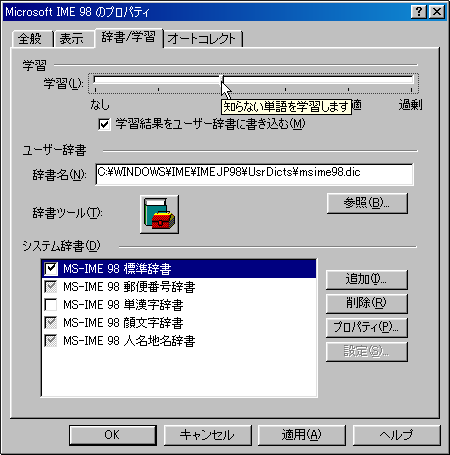 Microsoft IME 98 のプロパティ
全般 表示 辞書/学習 オートコレクト
学習
学習(L):
なし 適 過剰
知らない単語を学習します
学習結果をユーザー辞書に書き込む(M)
ユーザー辞書
辞書名(N): C:¥WINDOWS¥IME¥IMEJP98¥UsrDicts¥msime98.dic
参照(B)...
辞書ツール(T):
システム辞書(D)
MS-IME 98 標準辞書
MS-IME 98 郵便番号辞書
MS-IME 98 単漢字辞書
MS-IME 98 顔文字辞書
MS-IME 98 人名地名辞書
追加(I)...
削除(R)
プロパティ(P)...
設定(S)...
OK キャンセル 適用(A) ヘルプ